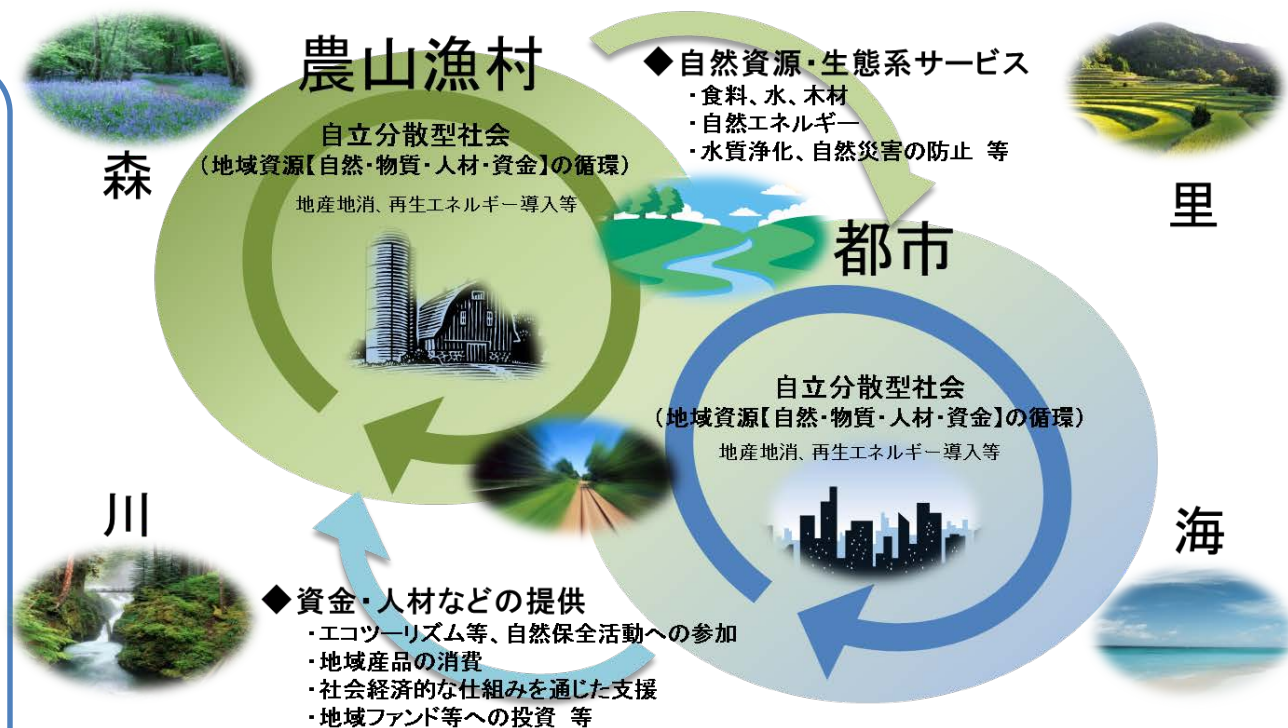 農山漁村
森
自立分散型社会
(地域資源【自然・物質・人材・資金】の循環)
地産地消、再生エネルギー導入等
◆自然資源・生態系サービス
・食料、水、木材
・自然エネルギー
・水質浄化、自然災害の防止 等
里
都市
自立分散型社会
(地域資源【自然・物質・人材・資金】の循環)
地産地消、再生エネルギー導入等
川
海
◆資金・人材などの提供
・エコツーリズム等、自然保全活動への参加
・地域産品の消費
・社会経済的な仕組みを通じた支援
・地域ファンド等への投資 等